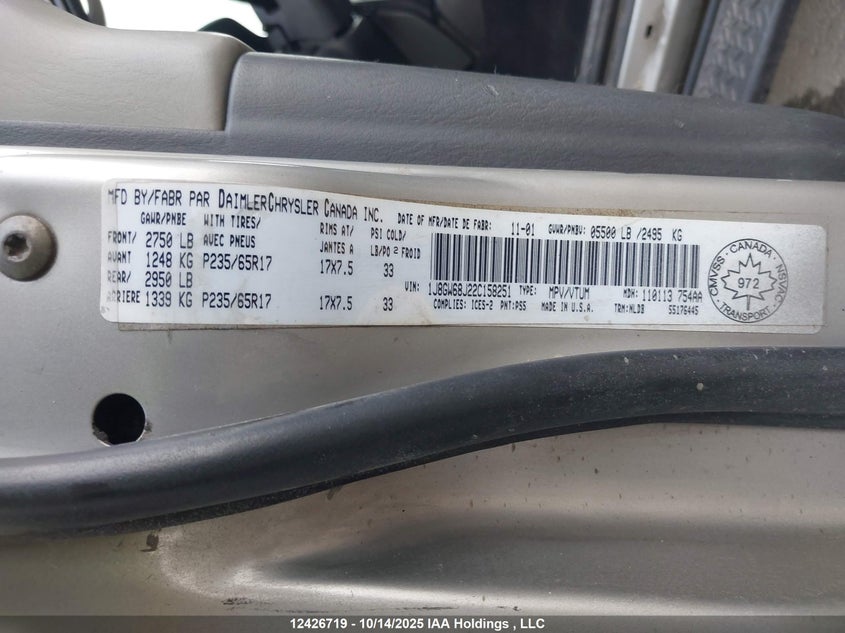 MFD BY/FABR PAR DAIMLERCHRYSLER CANADA INC. DATE OF MFR/DATE DE FABR: 11-01 GVWR/PNBV: 05500 LB /2495 KG
GAWR/PNBE WITH TIRES/ RIMS AT/ PSI COLD/
FRONT/ 2750 LB AVEC PNEUS JANTES A LB/PO² FROID
AVANT 1248 KG P235/65R17 17X7.5 33
REAR/ 2950 LB
ARRIERE 1339 KG P235/65R17 17X7.5 33
VIN: 1J8GW68J22C158251 TYPE: MPV/VTUM MDH: 110113 754AA
COMPLIES: ICES-2 PNT:PS5 MADE IN U.S.A. TRM:NLDB 55176445
CMVSS · CANADA · NSVAC · TRANSPORT ·
972
12426719 - 10/14/2025 IAA Holdings , LLC